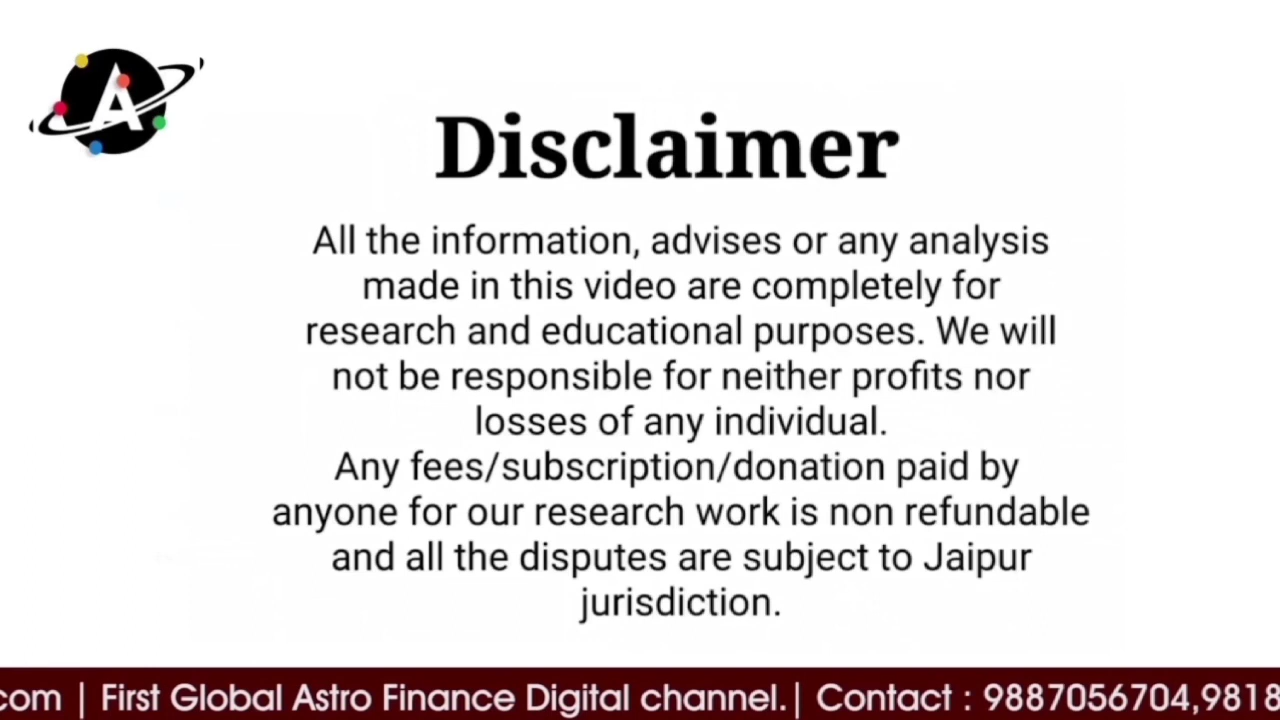 A
Disclaimer
All the information, advises or any analysis
made in this video are completely for
research and educational purposes. We will
not be responsible for neither profits nor
losses of any individual.
Any fees/subscription/donation paid by
anyone for our research work is non refundable
and all the disputes are subject to Jaipur
jurisdiction.
com | First Global Astro Finance Digital channel.| Contact : 9887056704,9818